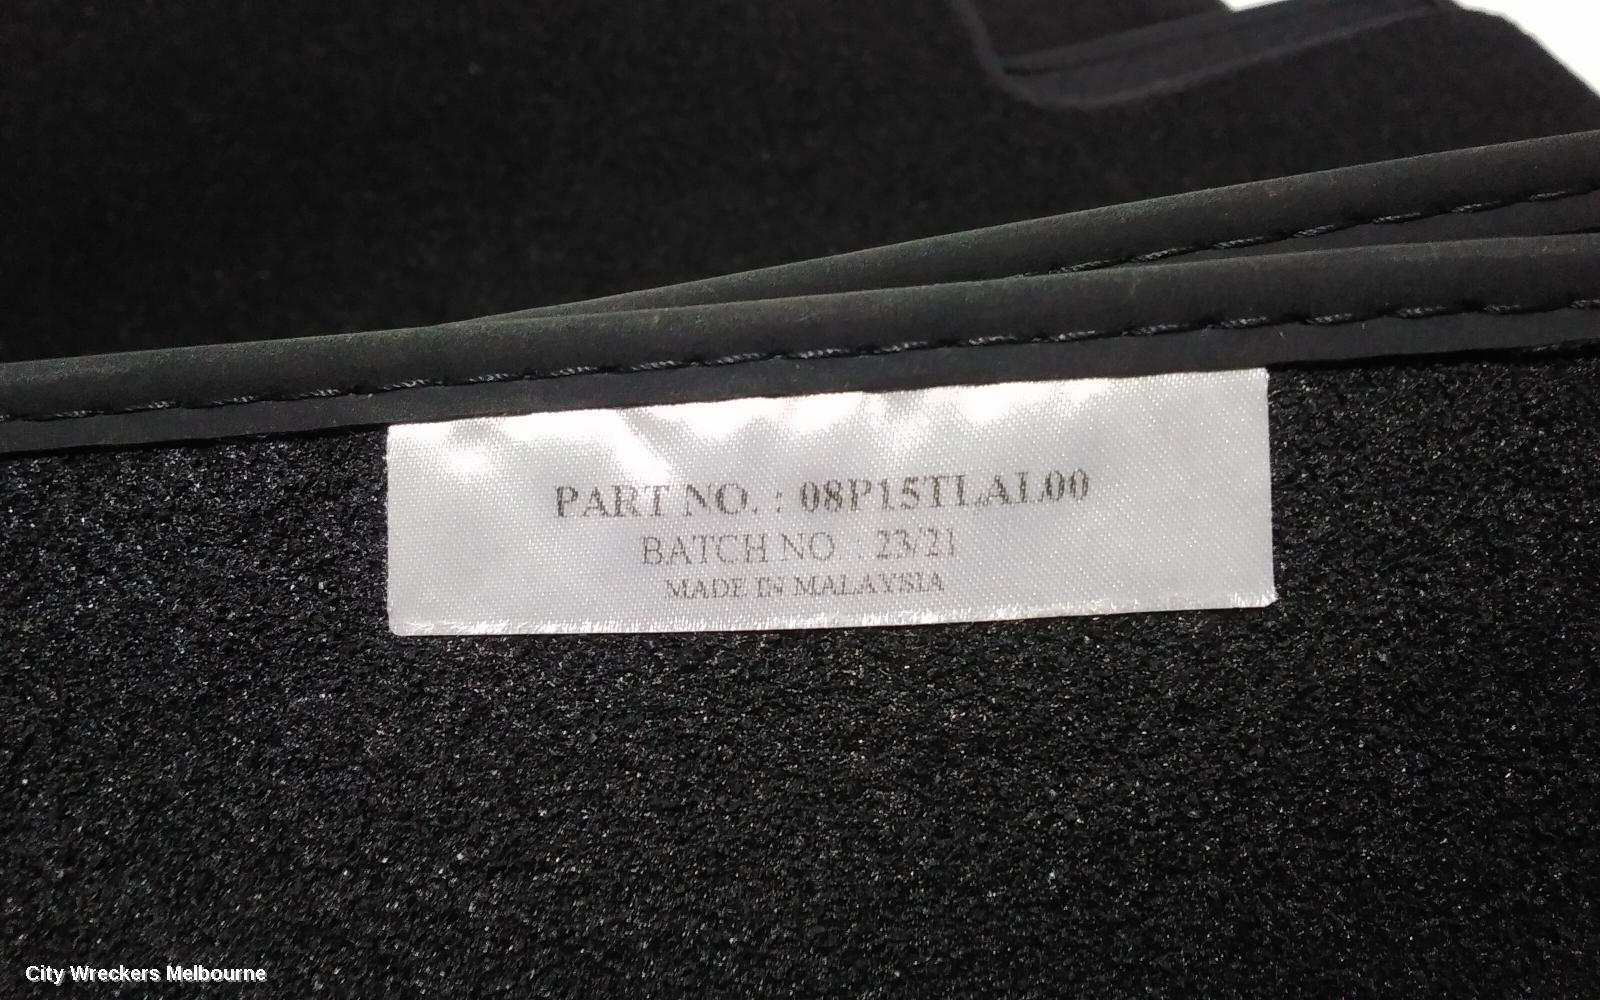 PART NO. : 08P15TLAL00
BATCH NO. : 23/21
MADE IN MALAYSIA
City Wreckers Melbourne